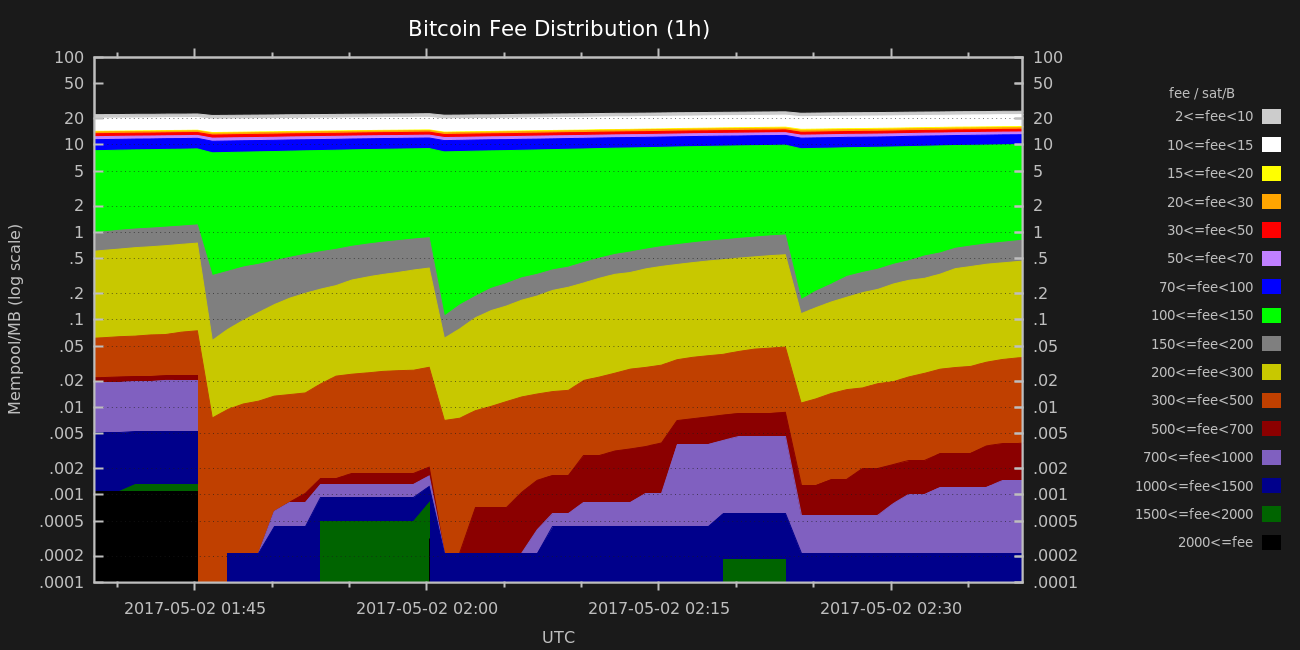 Bitcoin Fee Distribution (1h)
Mempool/MB (log scale)
100
50
20
10
5
2
1
.5
.2
.1
.05
.02
.01
.005
.002
.001
.0005
.0002
.0001
100
50
20
10
5
2
1
.5
.2
.1
.05
.02
.01
.005
.002
.001
.0005
.0002
.0001
2017-05-02 01:45
2017-05-02 02:00
2017-05-02 02:15
2017-05-02 02:30
UTC
fee / sat/B
2<=fee<10
10<=fee<15
15<=fee<20
20<=fee<30
30<=fee<50
50<=fee<70
70<=fee<100
100<=fee<150
150<=fee<200
200<=fee<300
300<=fee<500
500<=fee<700
700<=fee<1000
1000<=fee<1500
1500<=fee<2000
2000<=fee